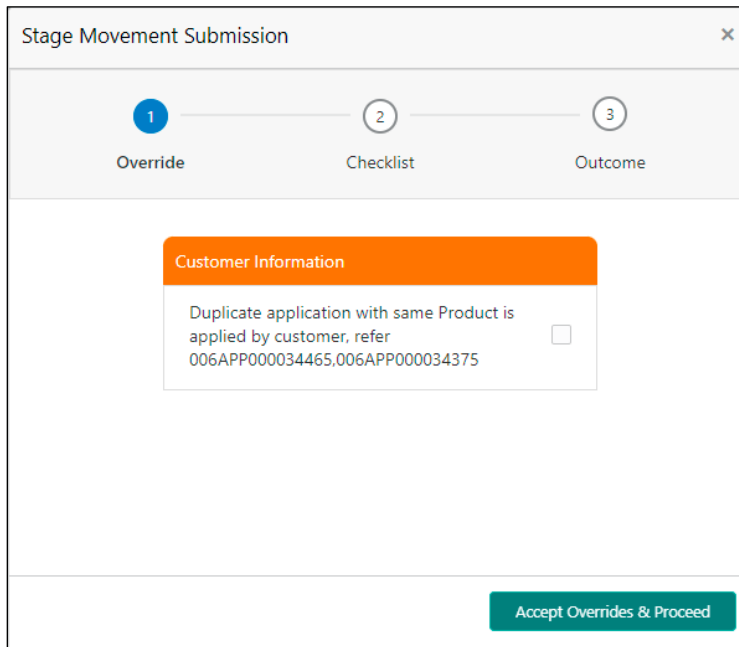 Stage Movement Submission
×
1
2
3
Override
Checklist
Outcome
Customer Information
Duplicate application with same Product is
applied by customer, refer
006APP000034465,006APP000034375
Accept Overrides & Proceed